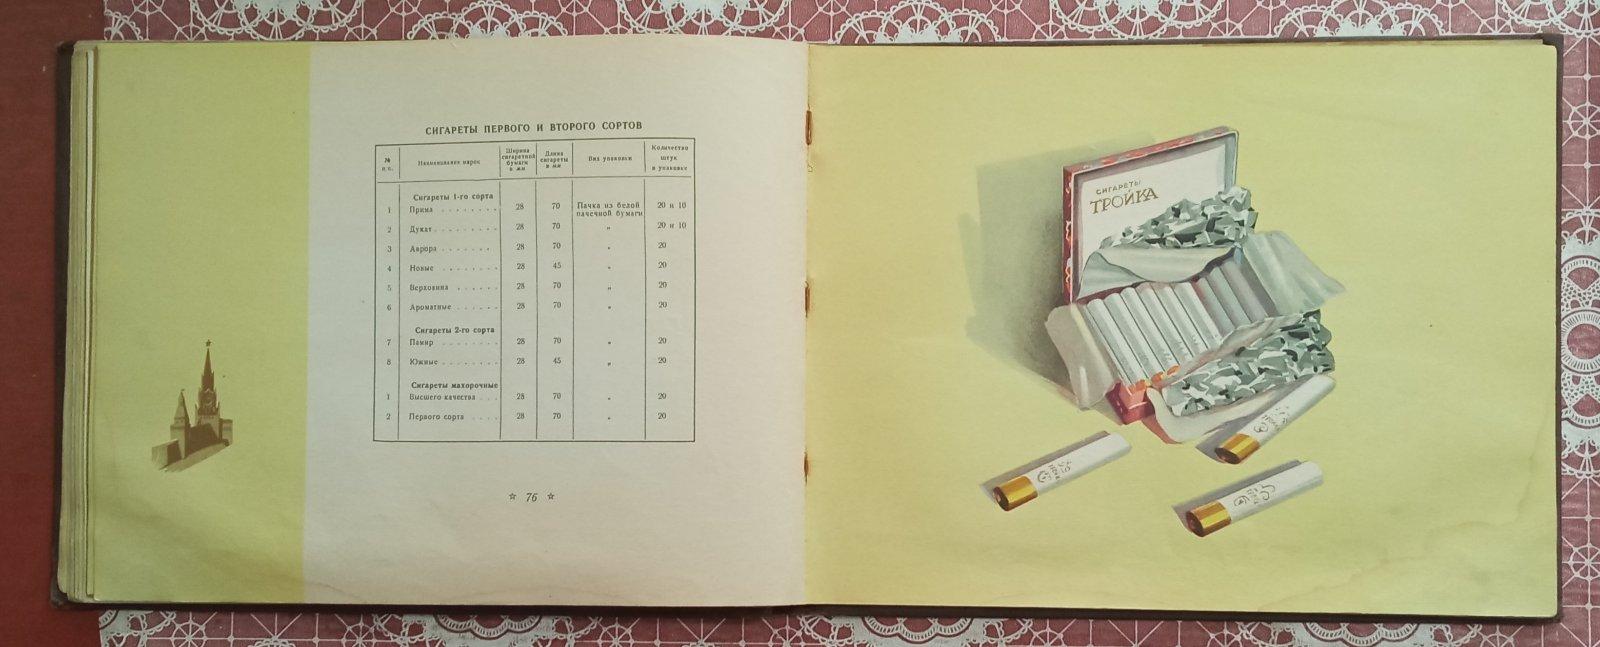 СИГАРЕТЫ ПЕРВОГО И ВТОРОГО СОРТОВ
№ п. п. Наименование марок Ширина сигаретной бумаги в мм Длина сигареты в мм Вид упаковки Количество штук в упаковке
Сигареты 1-го сорта
1 Прима . . . . . . . . 28 70 Пачка из белой пачечной бумаги 20 и 10
2 Дукат . . . . . . . . . 28 70 „ 20 и 10
3 Аврора . . . . . . . 28 70 „ 20
4 Новые . . . . . . . . 28 45 „ 20
5 Верховина . . . . . . 28 70 „ 20
6 Ароматные . . . . . . 28 70 „ 20
Сигареты 2-го сорта
7 Памир . . . . . . . . 28 70 „ 20
8 Южные . . . . . . . . 28 45 „ 20
Сигареты махорочные
1 Высшего качества . . . 28 70 „ 20
2 Первого сорта . . . . 28 70 „ 20
☆ 76 ☆
СИГАРЕТЫ
ТРОЙКА